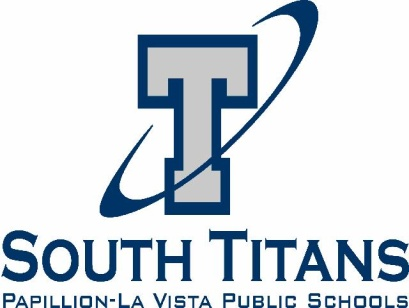 T
SOUTH TITANS
PAPILLION-LA VISTA PUBLIC SCHOOLS